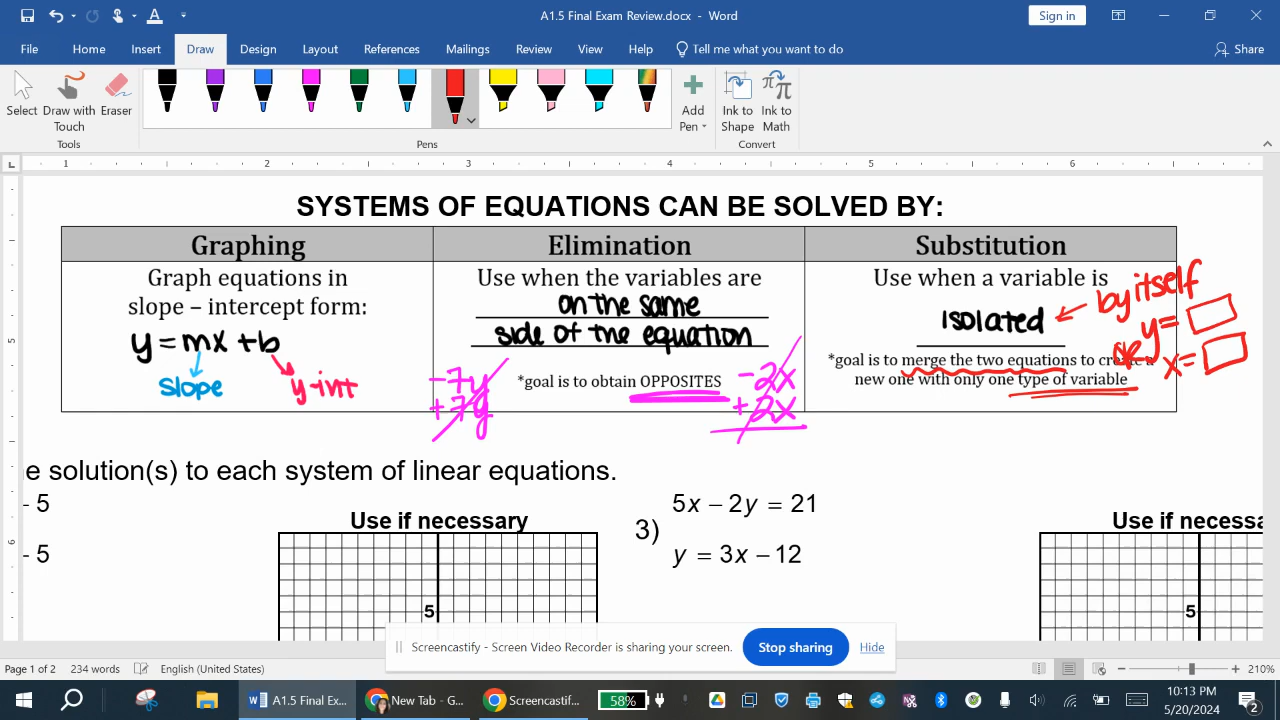 A1.5 Final Exam Review.docx - Word
Sign in
File Home Insert Draw Design Layout References Mailings Review View Help Tell me what you want to do Share
Select Draw with Touch Eraser
Add Pen
Ink to Shape
Ink to Math
Tools Pens Convert
1 2 3 4 5 6
SYSTEMS OF EQUATIONS CAN BE SOLVED BY:
Graphing Elimination Substitution
Graph equations in
slope – intercept form:
y = mx + b
slope
y-int
Use when the variables are
on the same
side of the equation
*goal is to obtain OPPOSITES
-7y
+7y
-2x
+2x
Use when a variable is
isolated
by itself
y=
or x=
*goal is to merge the two equations to create a
new one with only one type of variable
e solution(s) to each system of linear equations.
- 5
- 5
Use if necessary
5
3)
5x – 2y = 21
y = 3x – 12
Use if necessa
5
Screencastify - Screen Video Recorder is sharing your screen.
Stop sharing
Hide
Page 1 of 2 234 words English (United States) 210%
A1.5 Final Exa... New Tab - G... Screencastif... 58%
10:13 PM
5/20/2024
2